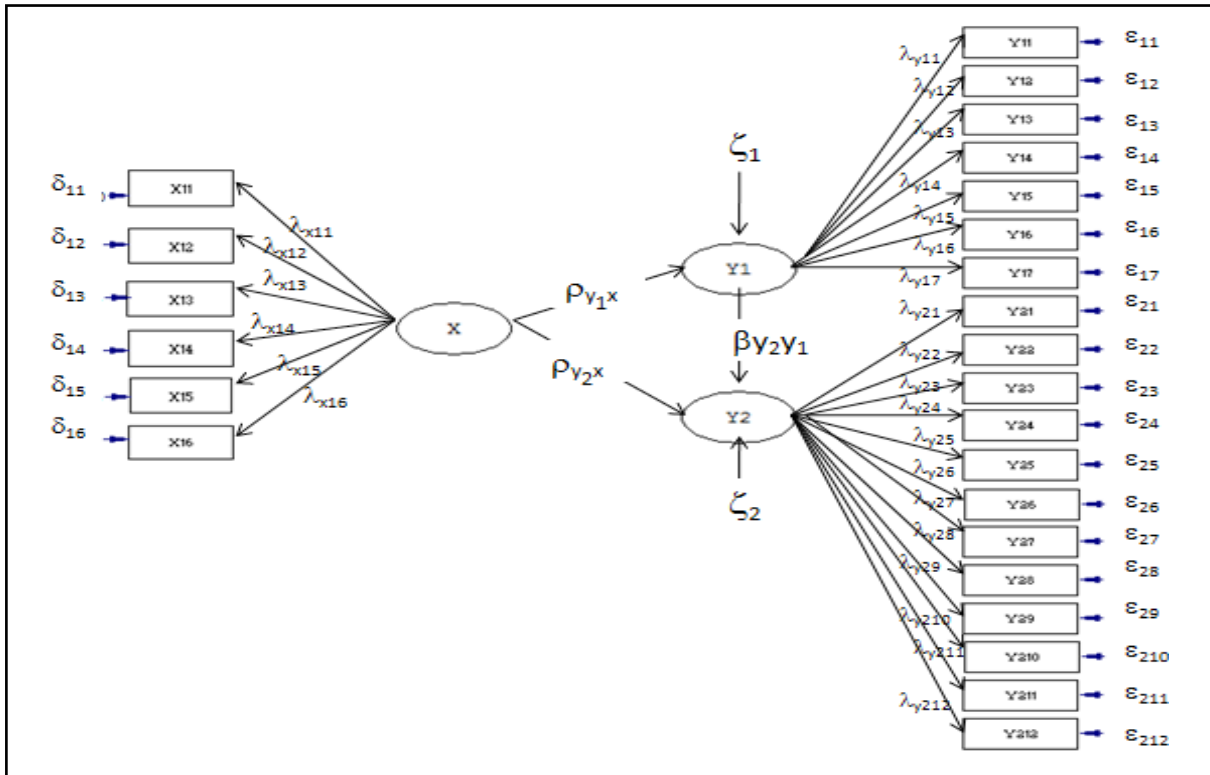 δ₁₁
X11
δ₁₂
X12
δ₁₃
X13
δ₁₄
X14
δ₁₅
X15
δ₁₆
X16
λx11
λx12
λx13
λx14
λx15
λx16
X
ρy₁x
ρy₂x
ζ₁
Y1
βy₂y₁
Y2
ζ₂
λy11
λy12
λy13
λy14
λy15
λy16
λy17
λy21
λy22
λy23
λy24
λy25
λy26
λy27
λy28
λy29
λy210
λy211
λy212
Y11 ε₁₁
Y12 ε₁₂
Y13 ε₁₃
Y14 ε₁₄
Y15 ε₁₅
Y16 ε₁₆
Y17 ε₁₇
Y21 ε₂₁
Y22 ε₂₂
Y23 ε₂₃
Y24 ε₂₄
Y25 ε₂₅
Y26 ε₂₆
Y27 ε₂₇
Y28 ε₂₈
Y29 ε₂₉
Y210 ε₂₁₀
Y211 ε₂₁₁
Y212 ε₂₁₂